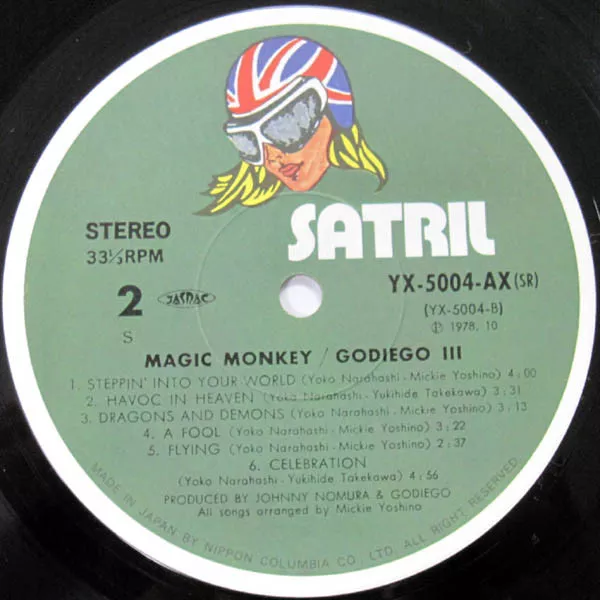 SATRIL
STEREO
33⅓RPM
YX-5004-AX(SR)
2
JASRAC
(YX-5004-B)
S
Ⓟ 1978, 10
MAGIC MONKEY / GODIEGO III
1. STEPPIN' INTO YOUR WORLD (Yoko Narahashi - Mickie Yoshino) 4:00
2. HAVOC IN HEAVEN (Yoko Narahashi - Yukihide Takekawa) 3:31
3. DRAGONS AND DEMONS (Yoko Narahashi - Mickie Yoshino) 3:13
4. A FOOL (Yoko Narahashi - Mickie Yoshino) 3:22
5. FLYING (Yoko Narahashi - Mickie Yoshino) 2:37
6. CELEBRATION
(Yoko Narahashi - Yukihide Takekawa) 4:56
PRODUCED BY JOHNNY NOMURA & GODIEGO
All songs arranged by Mickie Yoshino
MADE IN JAPAN BY NIPPON COLUMBIA CO., LTD. ALL RIGHT RESERVED.